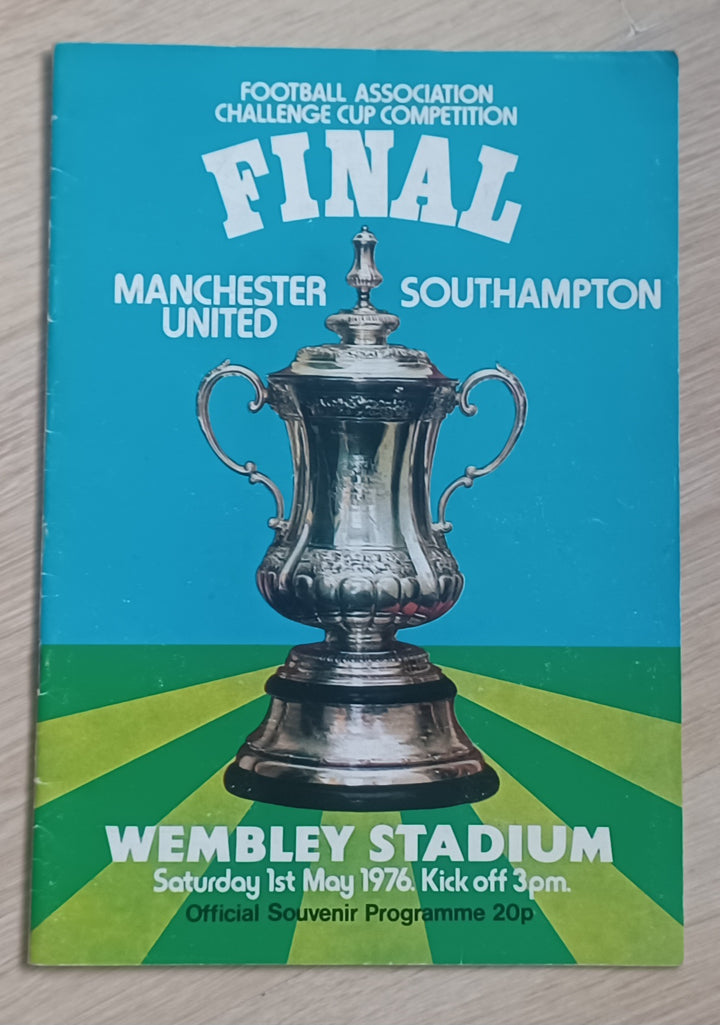 FOOTBALL ASSOCIATION
CHALLENGE CUP COMPETITION
FINAL
MANCHESTER
UNITED
SOUTHAMPTON
WEMBLEY STADIUM
Saturday 1st May 1976. Kick off 3pm.
Official Souvenir Programme 20p